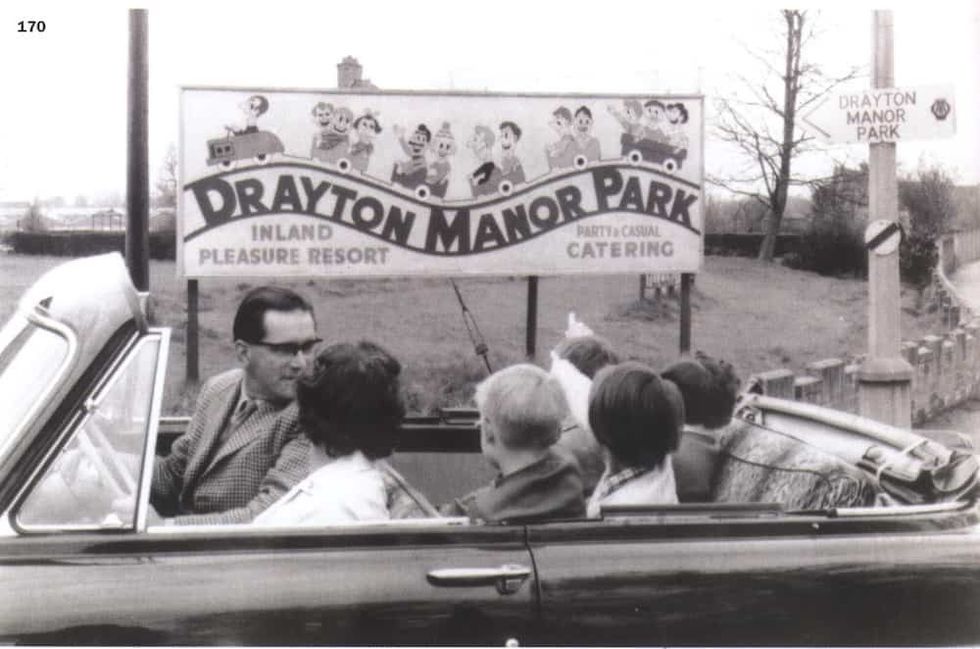 170
DRAYTON MANOR PARK
INLAND
PLEASURE RESORT
PARTY & CASUAL
CATERING
DRAYTON
MANOR
PARK